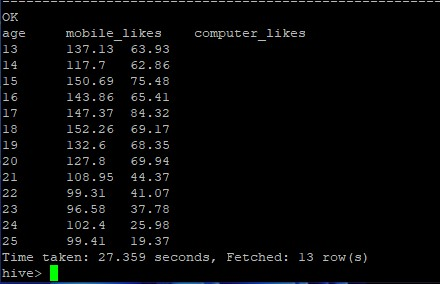 OK
age mobile_likes computer_likes
13 137.13 63.93
14 117.7 62.86
15 150.69 75.48
16 143.86 65.41
17 147.37 84.32
18 152.26 69.17
19 132.6 68.35
20 127.8 69.94
21 108.95 44.37
22 99.31 41.07
23 96.58 37.78
24 102.4 25.98
25 99.41 19.37
Time taken: 27.359 seconds, Fetched: 13 row(s)
hive>